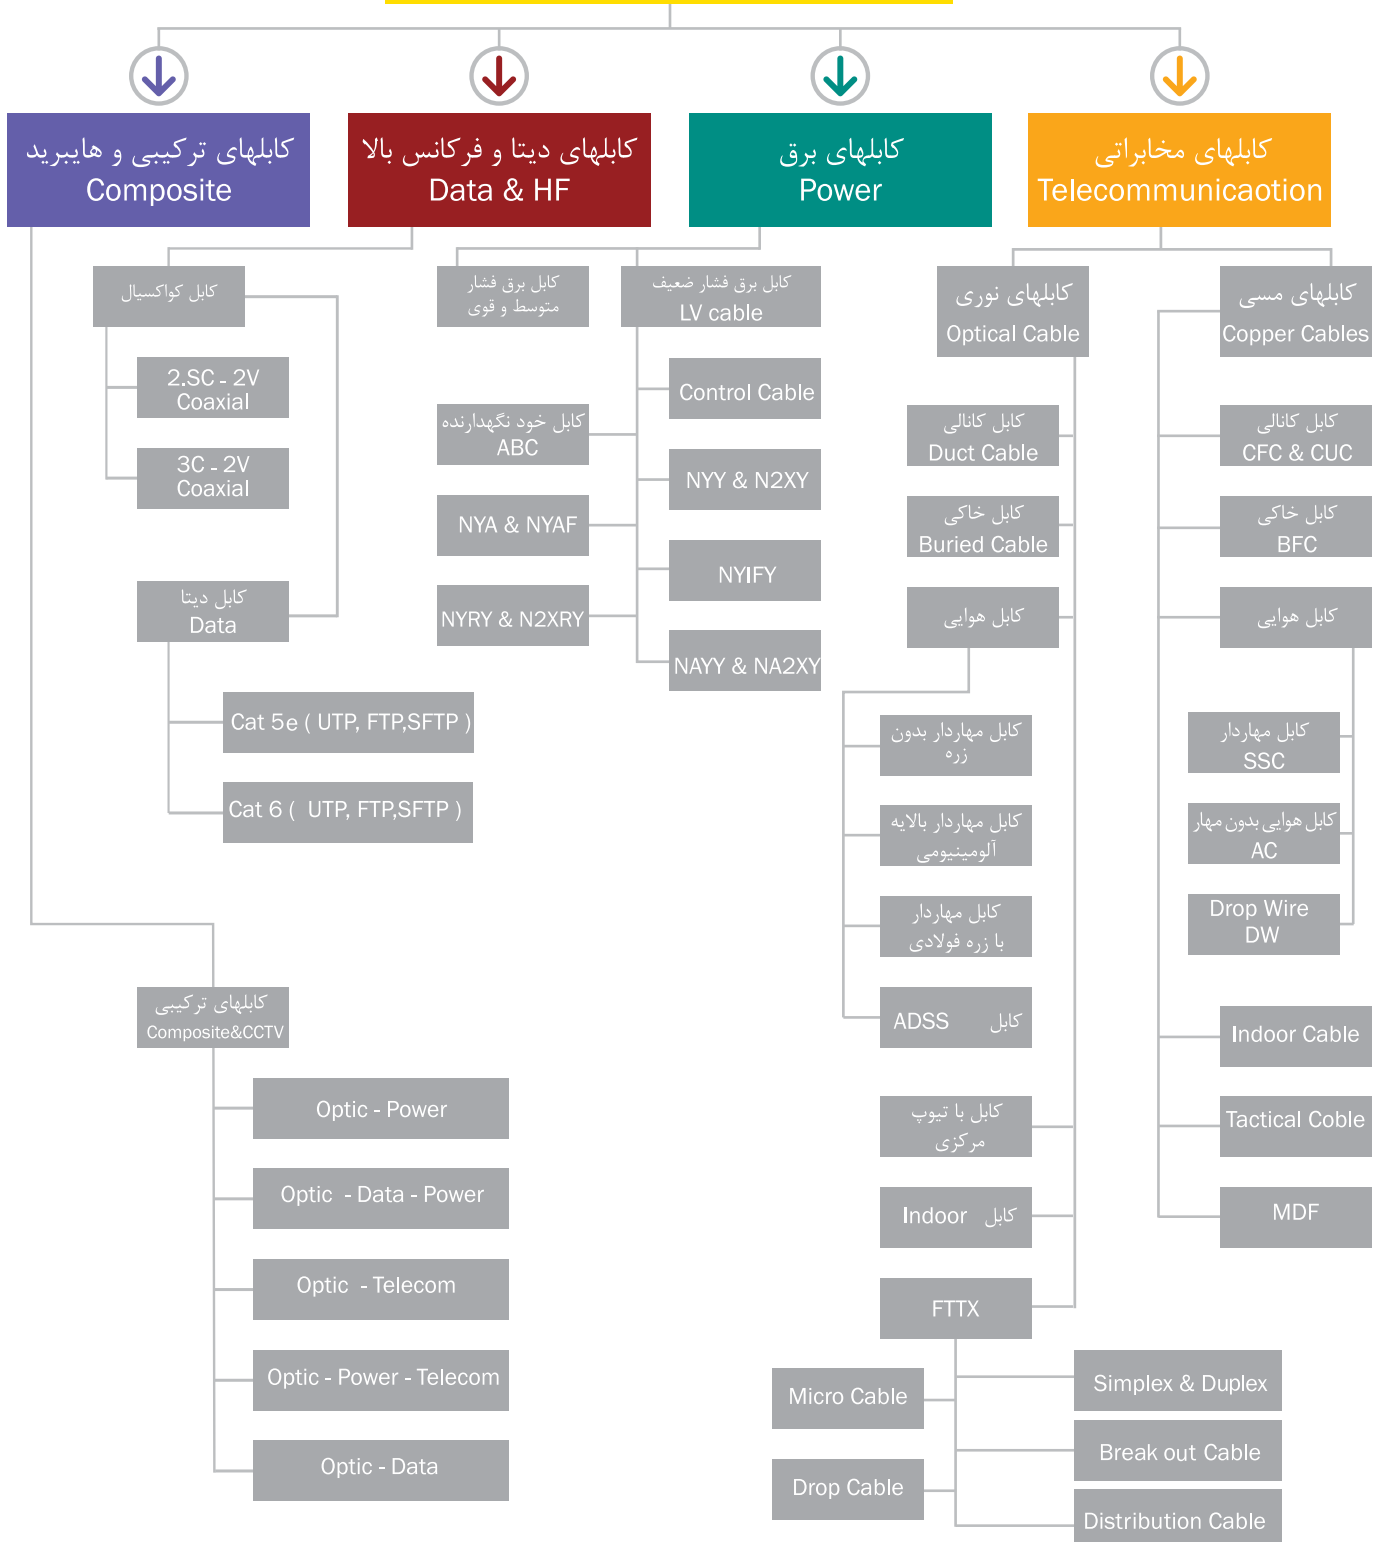 کابلهای ترکیبی و هایبرید
Composite
کابلهای دیتا و فرکانس بالا
Data & HF
کابلهای برق
Power
کابلهای مخابراتی
Telecommunicaotion
کابل کواکسیال
2.SC - 2V
Coaxial
3C - 2V
Coaxial
کابل دیتا
Data
Cat 5e ( UTP, FTP,SFTP )
Cat 6 ( UTP, FTP,SFTP )
کابلهای ترکیبی
Composite&CCTV
Optic - Power
Optic - Data - Power
Optic - Telecom
Optic - Power - Telecom
Optic - Data
کابل برق فشار
متوسط و قوی
کابل برق فشار ضعیف
LV cable
Control Cable
کابل خود نگهدارنده
ABC
NYY & N2XY
NYA & NYAF
NYIFY
NYRY & N2XRY
NAYY & NA2XY
کابلهای نوری
Optical Cable
کابل کانالی
Duct Cable
کابل خاکی
Buried Cable
کابل هوایی
کابل مهاردار بدون
زره
کابل مهاردار بالایه
آلومینیومی
کابل مهاردار
با زره فولادی
کابل ADSS
کابل با تیوپ
مرکزی
کابل Indoor
FTTX
Micro Cable
Drop Cable
Simplex & Duplex
Break out Cable
Distribution Cable
کابلهای مسی
Copper Cables
کابل کانالی
CFC & CUC
کابل خاکی
BFC
کابل هوایی
کابل مهاردار
SSC
کابل هوایی بدون مهار
AC
Drop Wire
DW
Indoor Cable
Tactical Coble
MDF